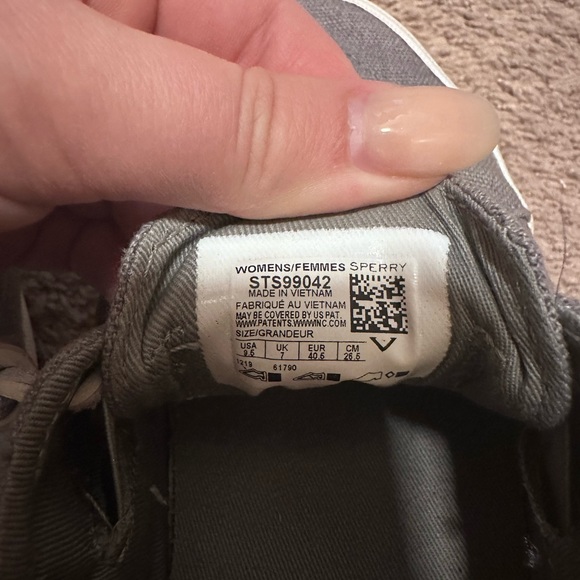 WOMENS/FEMMES SPERRY
STS99042
MADE IN VIETNAM
FABRIQUÉ AU VIETNAM
MAY BE COVERED BY US PAT.
WWW.PATENTS.WWWINC.COM
SIZE/GRANDEUR
USA UK EUR CM
9.5 7 40.5 26.5
1219 61790